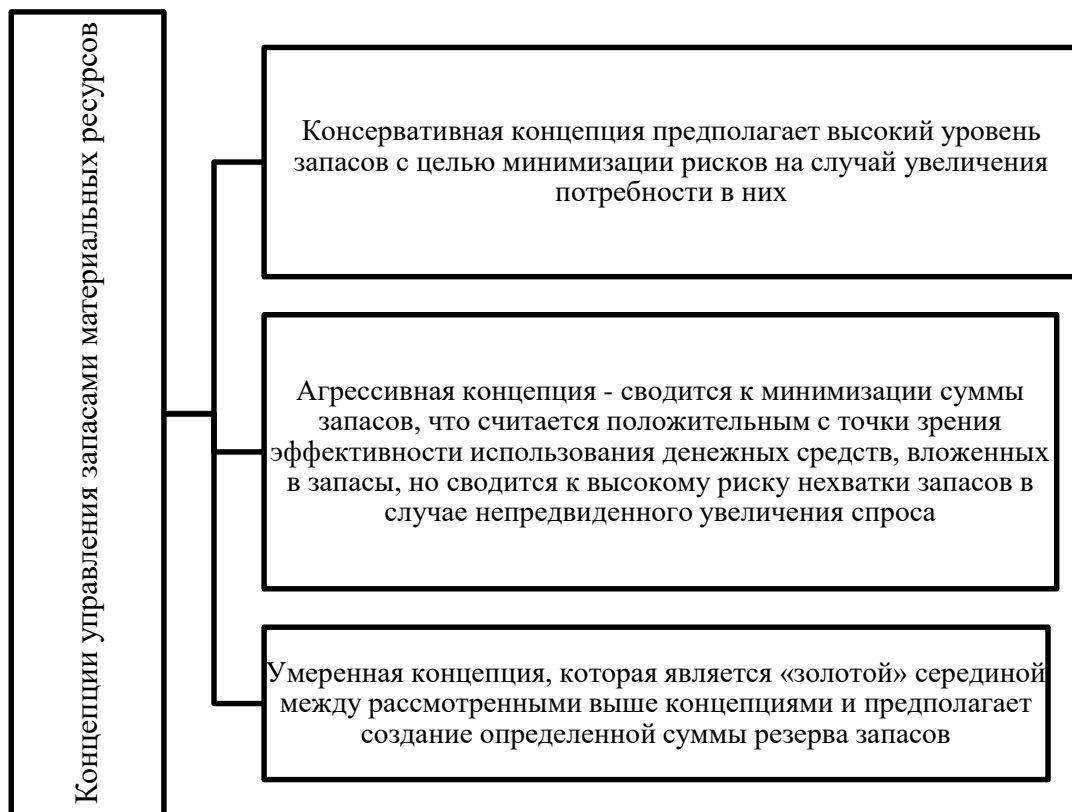 Концепции управления запасами материальных ресурсов
Консервативная концепция предполагает высокий уровень
запасов с целью минимизации рисков на случай увеличения
потребности в них
Агрессивная концепция - сводится к минимизации суммы
запасов, что считается положительным с точки зрения
эффективности использования денежных средств, вложенных
в запасы, но сводится к высокому риску нехватки запасов в
случае непредвиденного увеличения спроса
Умеренная концепция, которая является «золотой» серединой
между рассмотренными выше концепциями и предполагает
создание определенной суммы резерва запасов